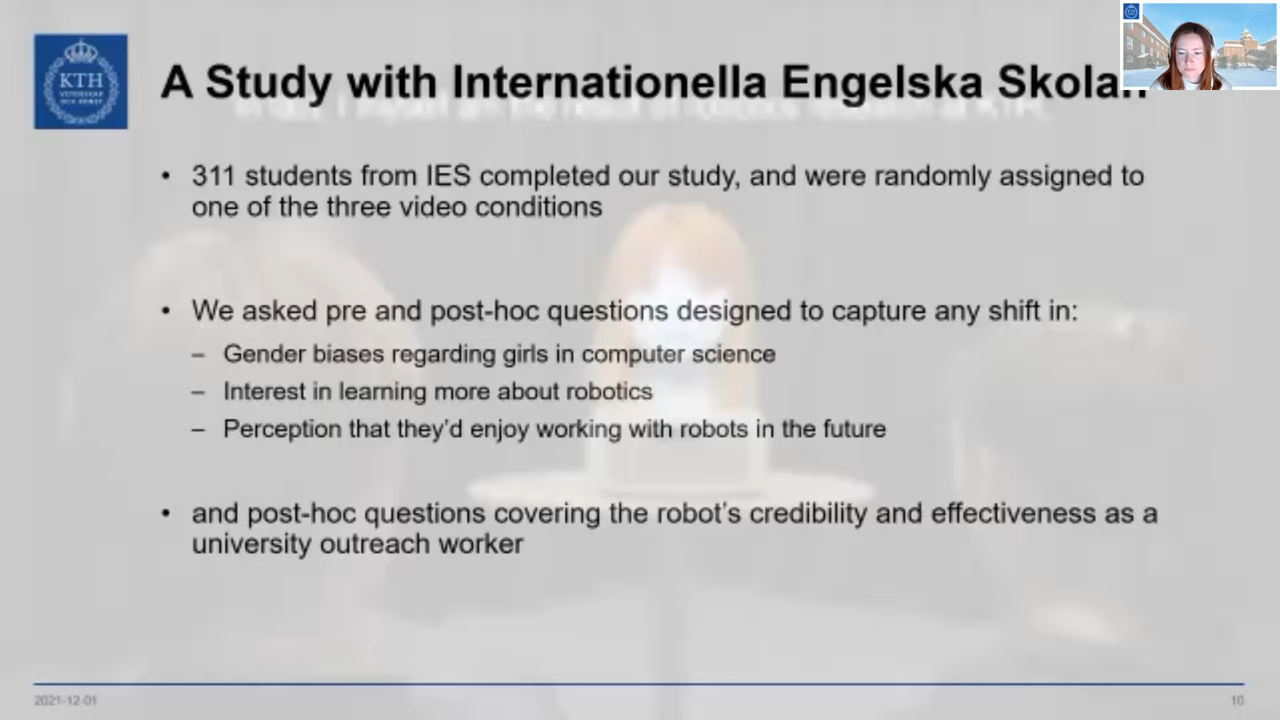 KTH
VETENSKAP
OCH KONST
A Study with Internationella Engelska Skolan
• 311 students from IES completed our study, and were randomly assigned to
one of the three video conditions
• We asked pre and post-hoc questions designed to capture any shift in:
– Gender biases regarding girls in computer science
– Interest in learning more about robotics
– Perception that they'd enjoy working with robots in the future
• and post-hoc questions covering the robot's credibility and effectiveness as a
university outreach worker
2021-12-01
10